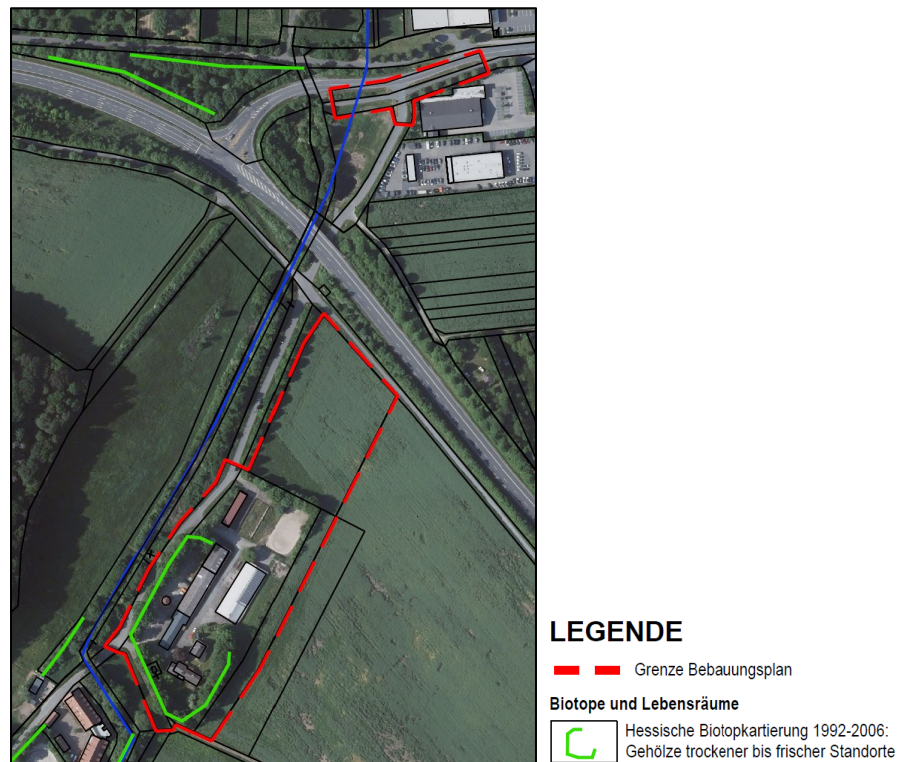 LEGENDE
Grenze Bebauungsplan
Biotope und Lebensräume
Hessische Biotopkartierung 1992-2006:
Gehölze trockener bis frischer Standorte